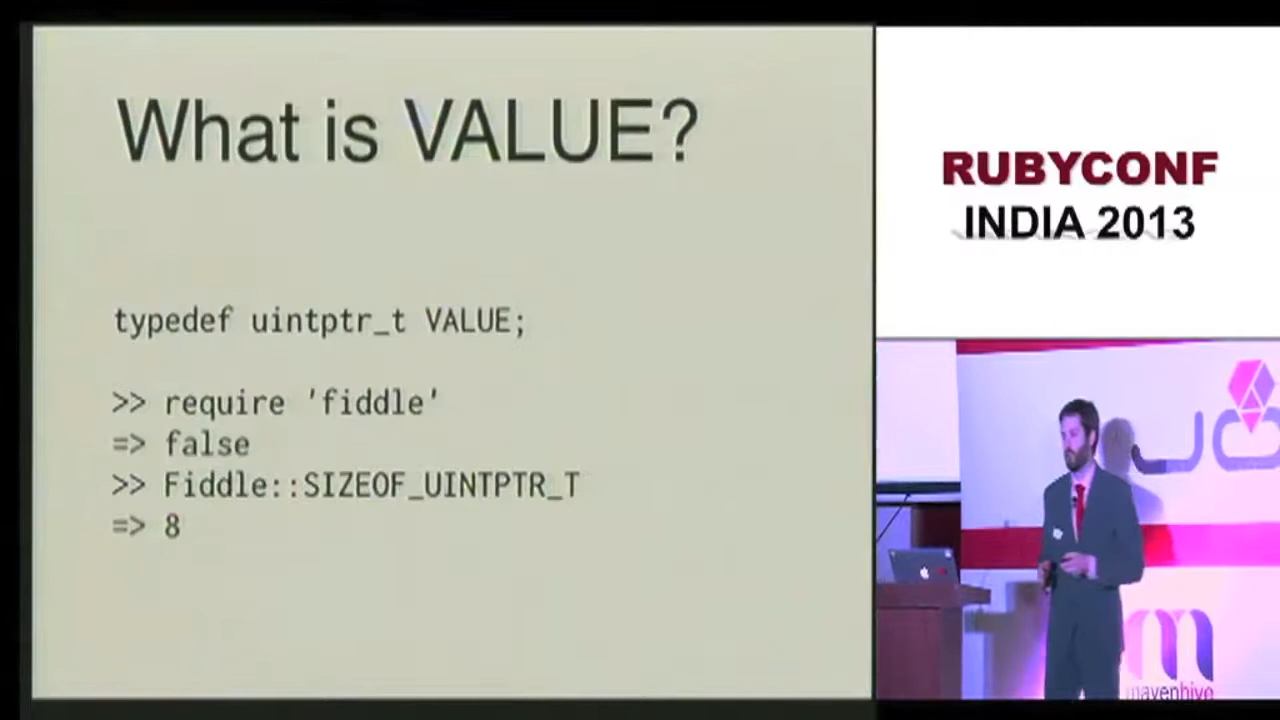 What is VALUE?
typedef uintptr_t VALUE;
>> require 'fiddle'
=> false
>> Fiddle::SIZEOF_UINTPTR_T
=> 8
RUBYCONF
INDIA 2013
mavenhive